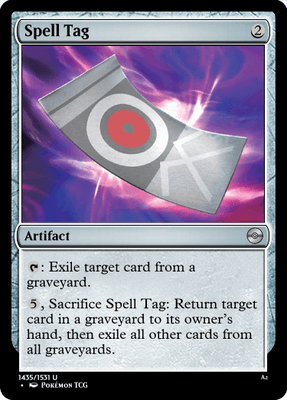 Spell Tag 2
Artifact
: Exile target card from a
graveyard.
5, Sacrifice Spell Tag: Return target
card in a graveyard to its owner's
hand, then exile all other cards from
all graveyards.
1435/1531 U
• Pokémon TCG Az